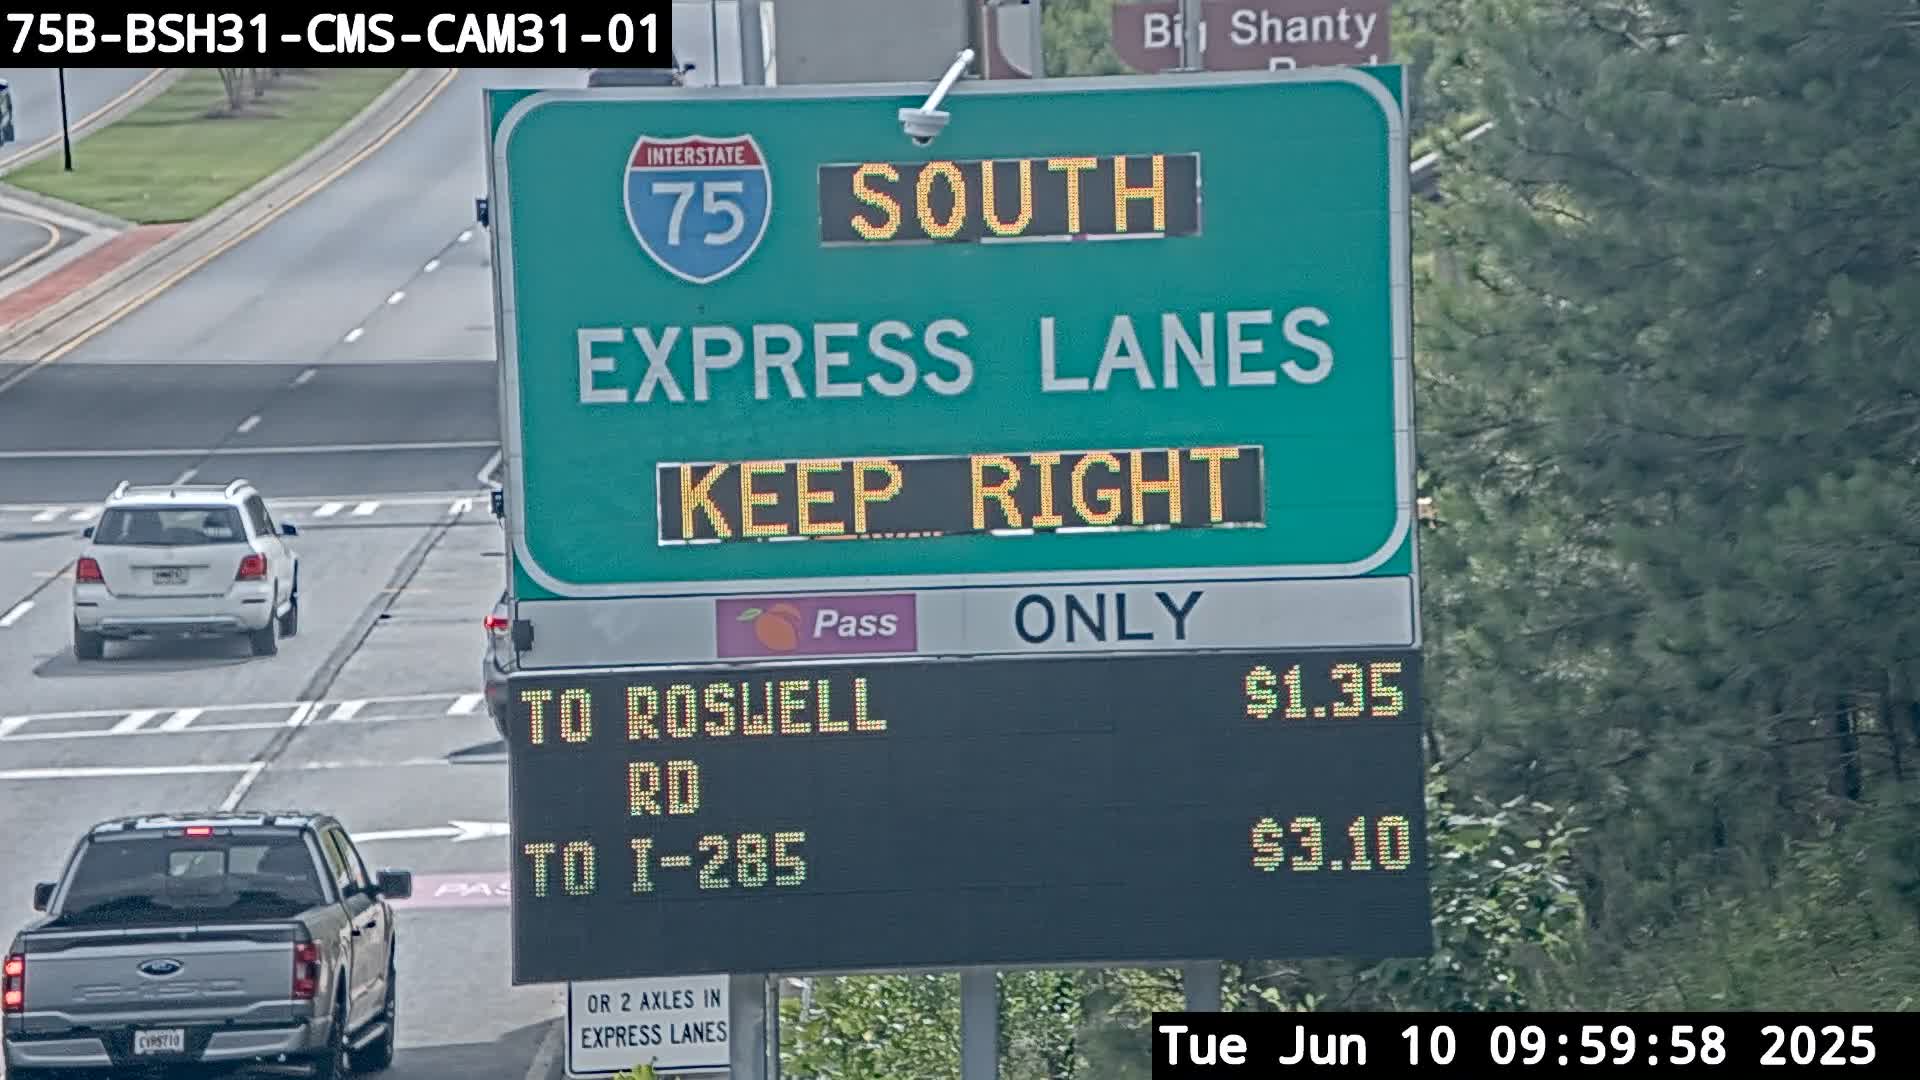 75B-BSH31-CMS-CAM31-01
Big Shanty
Road
INTERSTATE
75
SOUTH
EXPRESS LANES
KEEP RIGHT
Pass
ONLY
TO ROSWELL $1.35
RD
TO I-285 $3.10
OR 2 AXLES IN
EXPRESS LANES
Ford
Tue Jun 10 09:59:58 2025